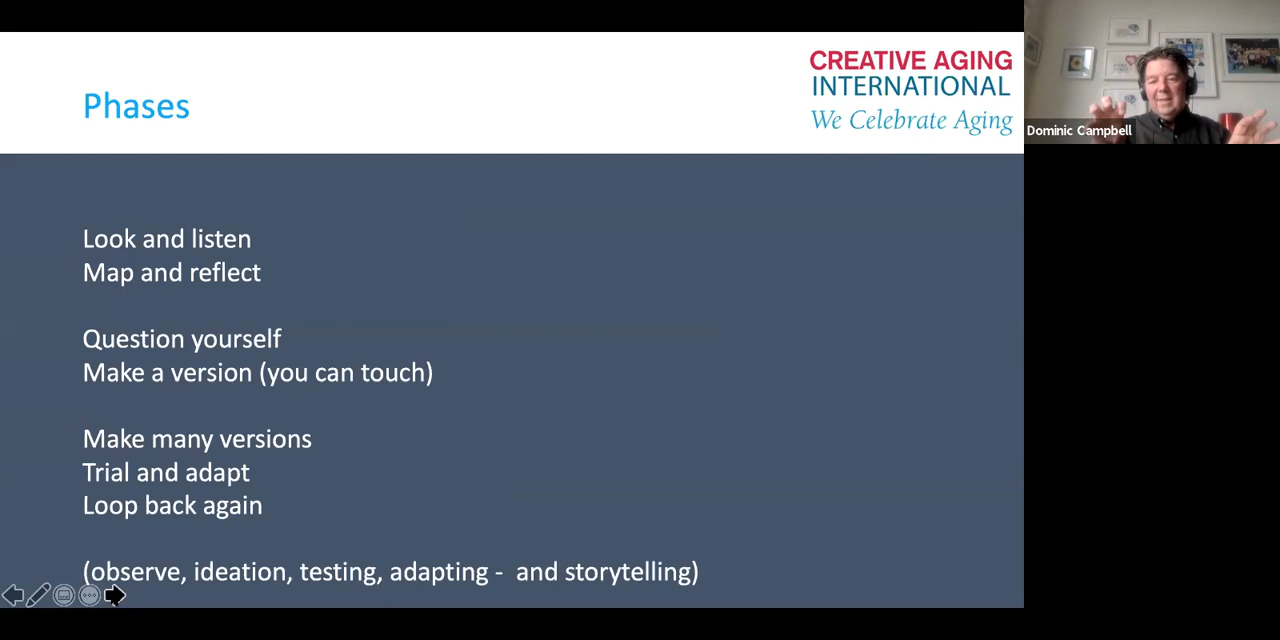 CREATIVE AGING
INTERNATIONAL
We Celebrate Aging
Phases
Dominic Campbell
Look and listen
Map and reflect
Question yourself
Make a version (you can touch)
Make many versions
Trial and adapt
Loop back again
(observe, ideation, testing, adapting -  and storytelling)